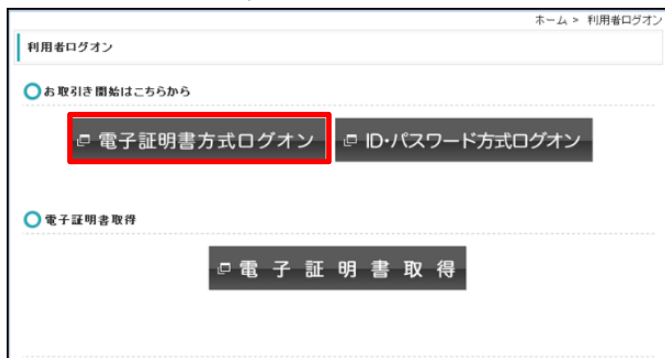 ホーム > 利用者ログオン
利用者ログオン
お取引き開始はこちらから
電子証明書方式ログオン
ID・パスワード方式ログオン
電子証明書取得
電子証明書取得